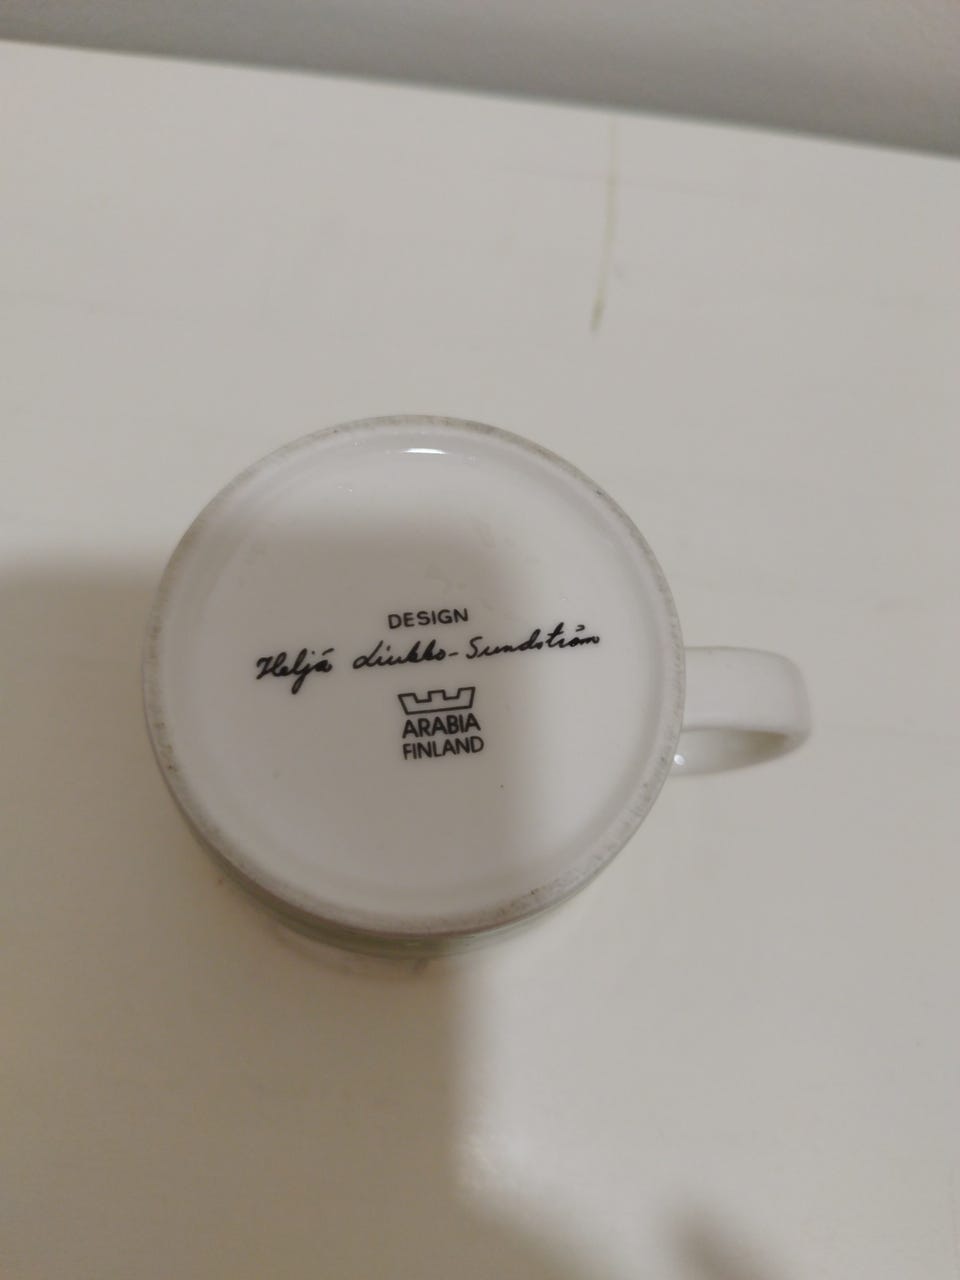 DESIGN
Heljä Liukko-Sundström
ARABIA
FINLAND